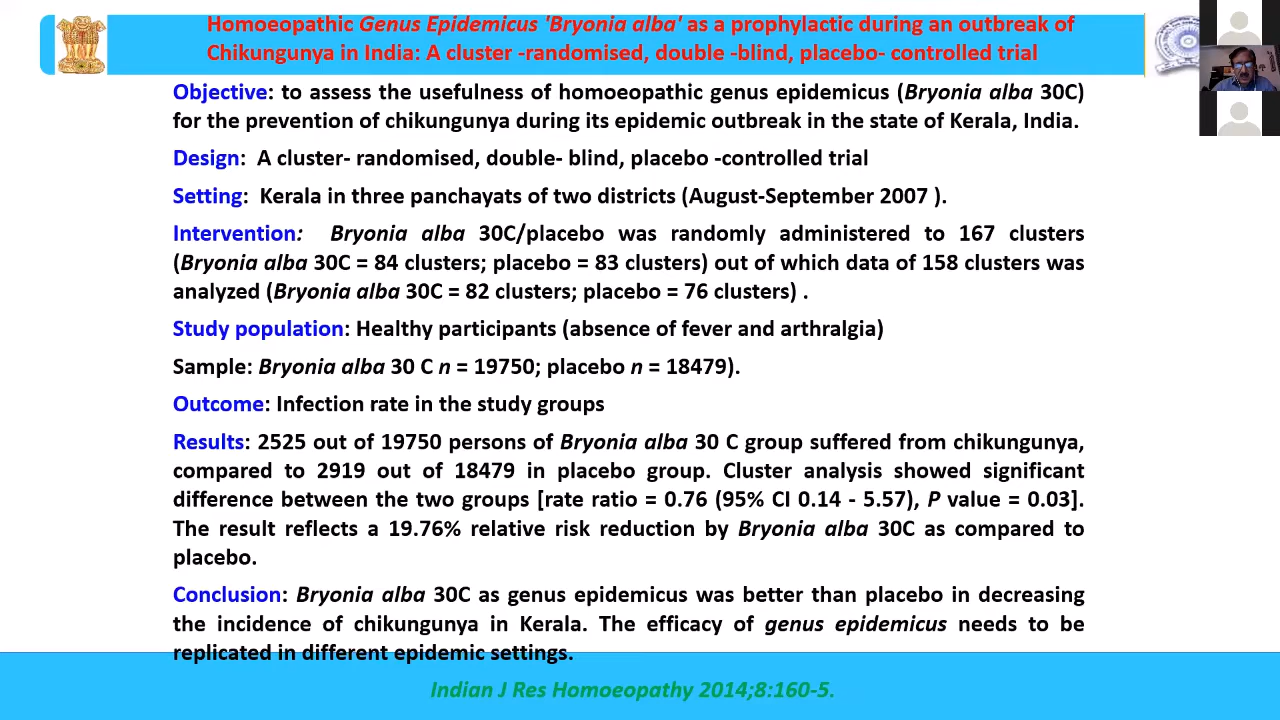 Homoeopathic Genus Epidemicus 'Bryonia alba' as a prophylactic during an outbreak of
Chikungunya in India: A cluster -randomised, double -blind, placebo- controlled trial
Objective: to assess the usefulness of homoeopathic genus epidemicus (Bryonia alba 30C)
for the prevention of chikungunya during its epidemic outbreak in the state of Kerala, India.
Design: A cluster- randomised, double- blind, placebo -controlled trial
Setting: Kerala in three panchayats of two districts (August-September 2007 ).
Intervention: Bryonia alba 30C/placebo was randomly administered to 167 clusters
(Bryonia alba 30C = 84 clusters; placebo = 83 clusters) out of which data of 158 clusters was
analyzed (Bryonia alba 30C = 82 clusters; placebo = 76 clusters) .
Study population: Healthy participants (absence of fever and arthralgia)
Sample: Bryonia alba 30 C n = 19750; placebo n = 18479).
Outcome: Infection rate in the study groups
Results: 2525 out of 19750 persons of Bryonia alba 30 C group suffered from chikungunya,
compared to 2919 out of 18479 in placebo group. Cluster analysis showed significant
difference between the two groups [rate ratio = 0.76 (95% CI 0.14 - 5.57), P value = 0.03].
The result reflects a 19.76% relative risk reduction by Bryonia alba 30C as compared to
placebo.
Conclusion: Bryonia alba 30C as genus epidemicus was better than placebo in decreasing
the incidence of chikungunya in Kerala. The efficacy of genus epidemicus needs to be
replicated in different epidemic settings.
Indian J Res Homoeopathy 2014;8:160-5.